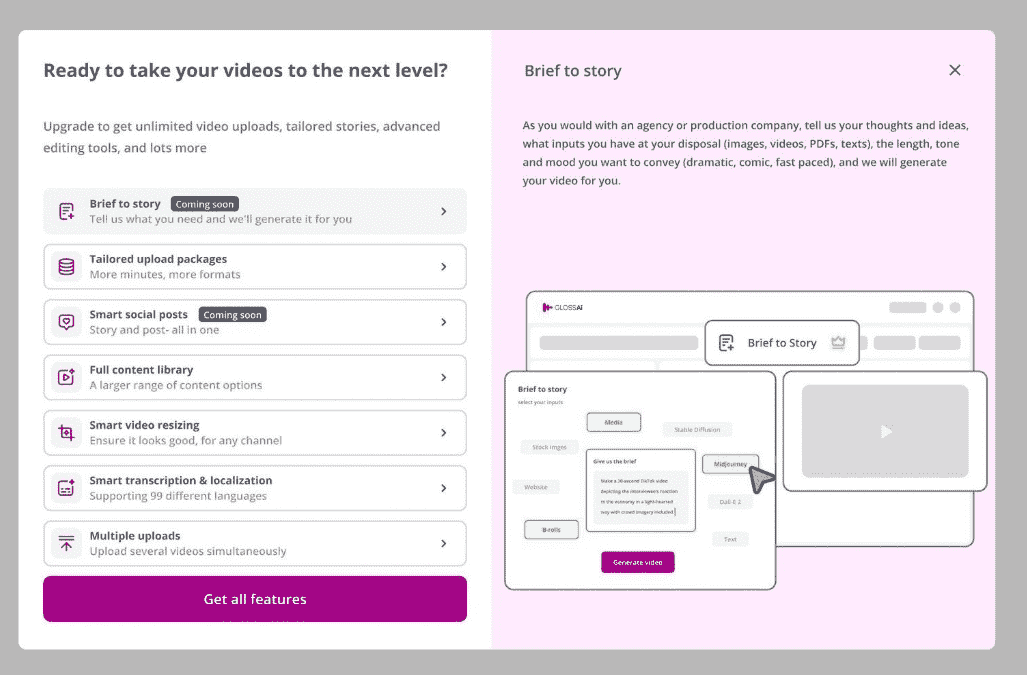 Ready to take your videos to the next level?
Upgrade to get unlimited video uploads, tailored stories, advanced
editing tools, and lots more
Brief to story
Coming soon
Tell us what you need and we'll generate it for you
Tailored upload packages
More minutes, more formats
Smart social posts
Coming soon
Story and post- all in one
Full content library
A larger range of content options
Smart video resizing
Ensure it looks good, for any channel
Smart transcription & localization
Supporting 99 different languages
Multiple uploads
Upload several videos simultaneously
Get all features
Brief to story
As you would with an agency or production company, tell us your thoughts and ideas,
what inputs you have at your disposal (images, videos, PDFs, texts), the length, tone
and mood you want to convey (dramatic, comic, fast paced), and we will generate
your video for you.
GLOSSAI
Brief to Story
Brief to story
select your inputs
Media
Stable Diffusion
Stock imges
Give us the brief
Midjourney
Make a 30-second TikTok video
depicting the interviewee's reaction
to the economy in a light-hearted
way with crowd imagery included
Website
Dall-E 2
B-rolls
Text
Generate video